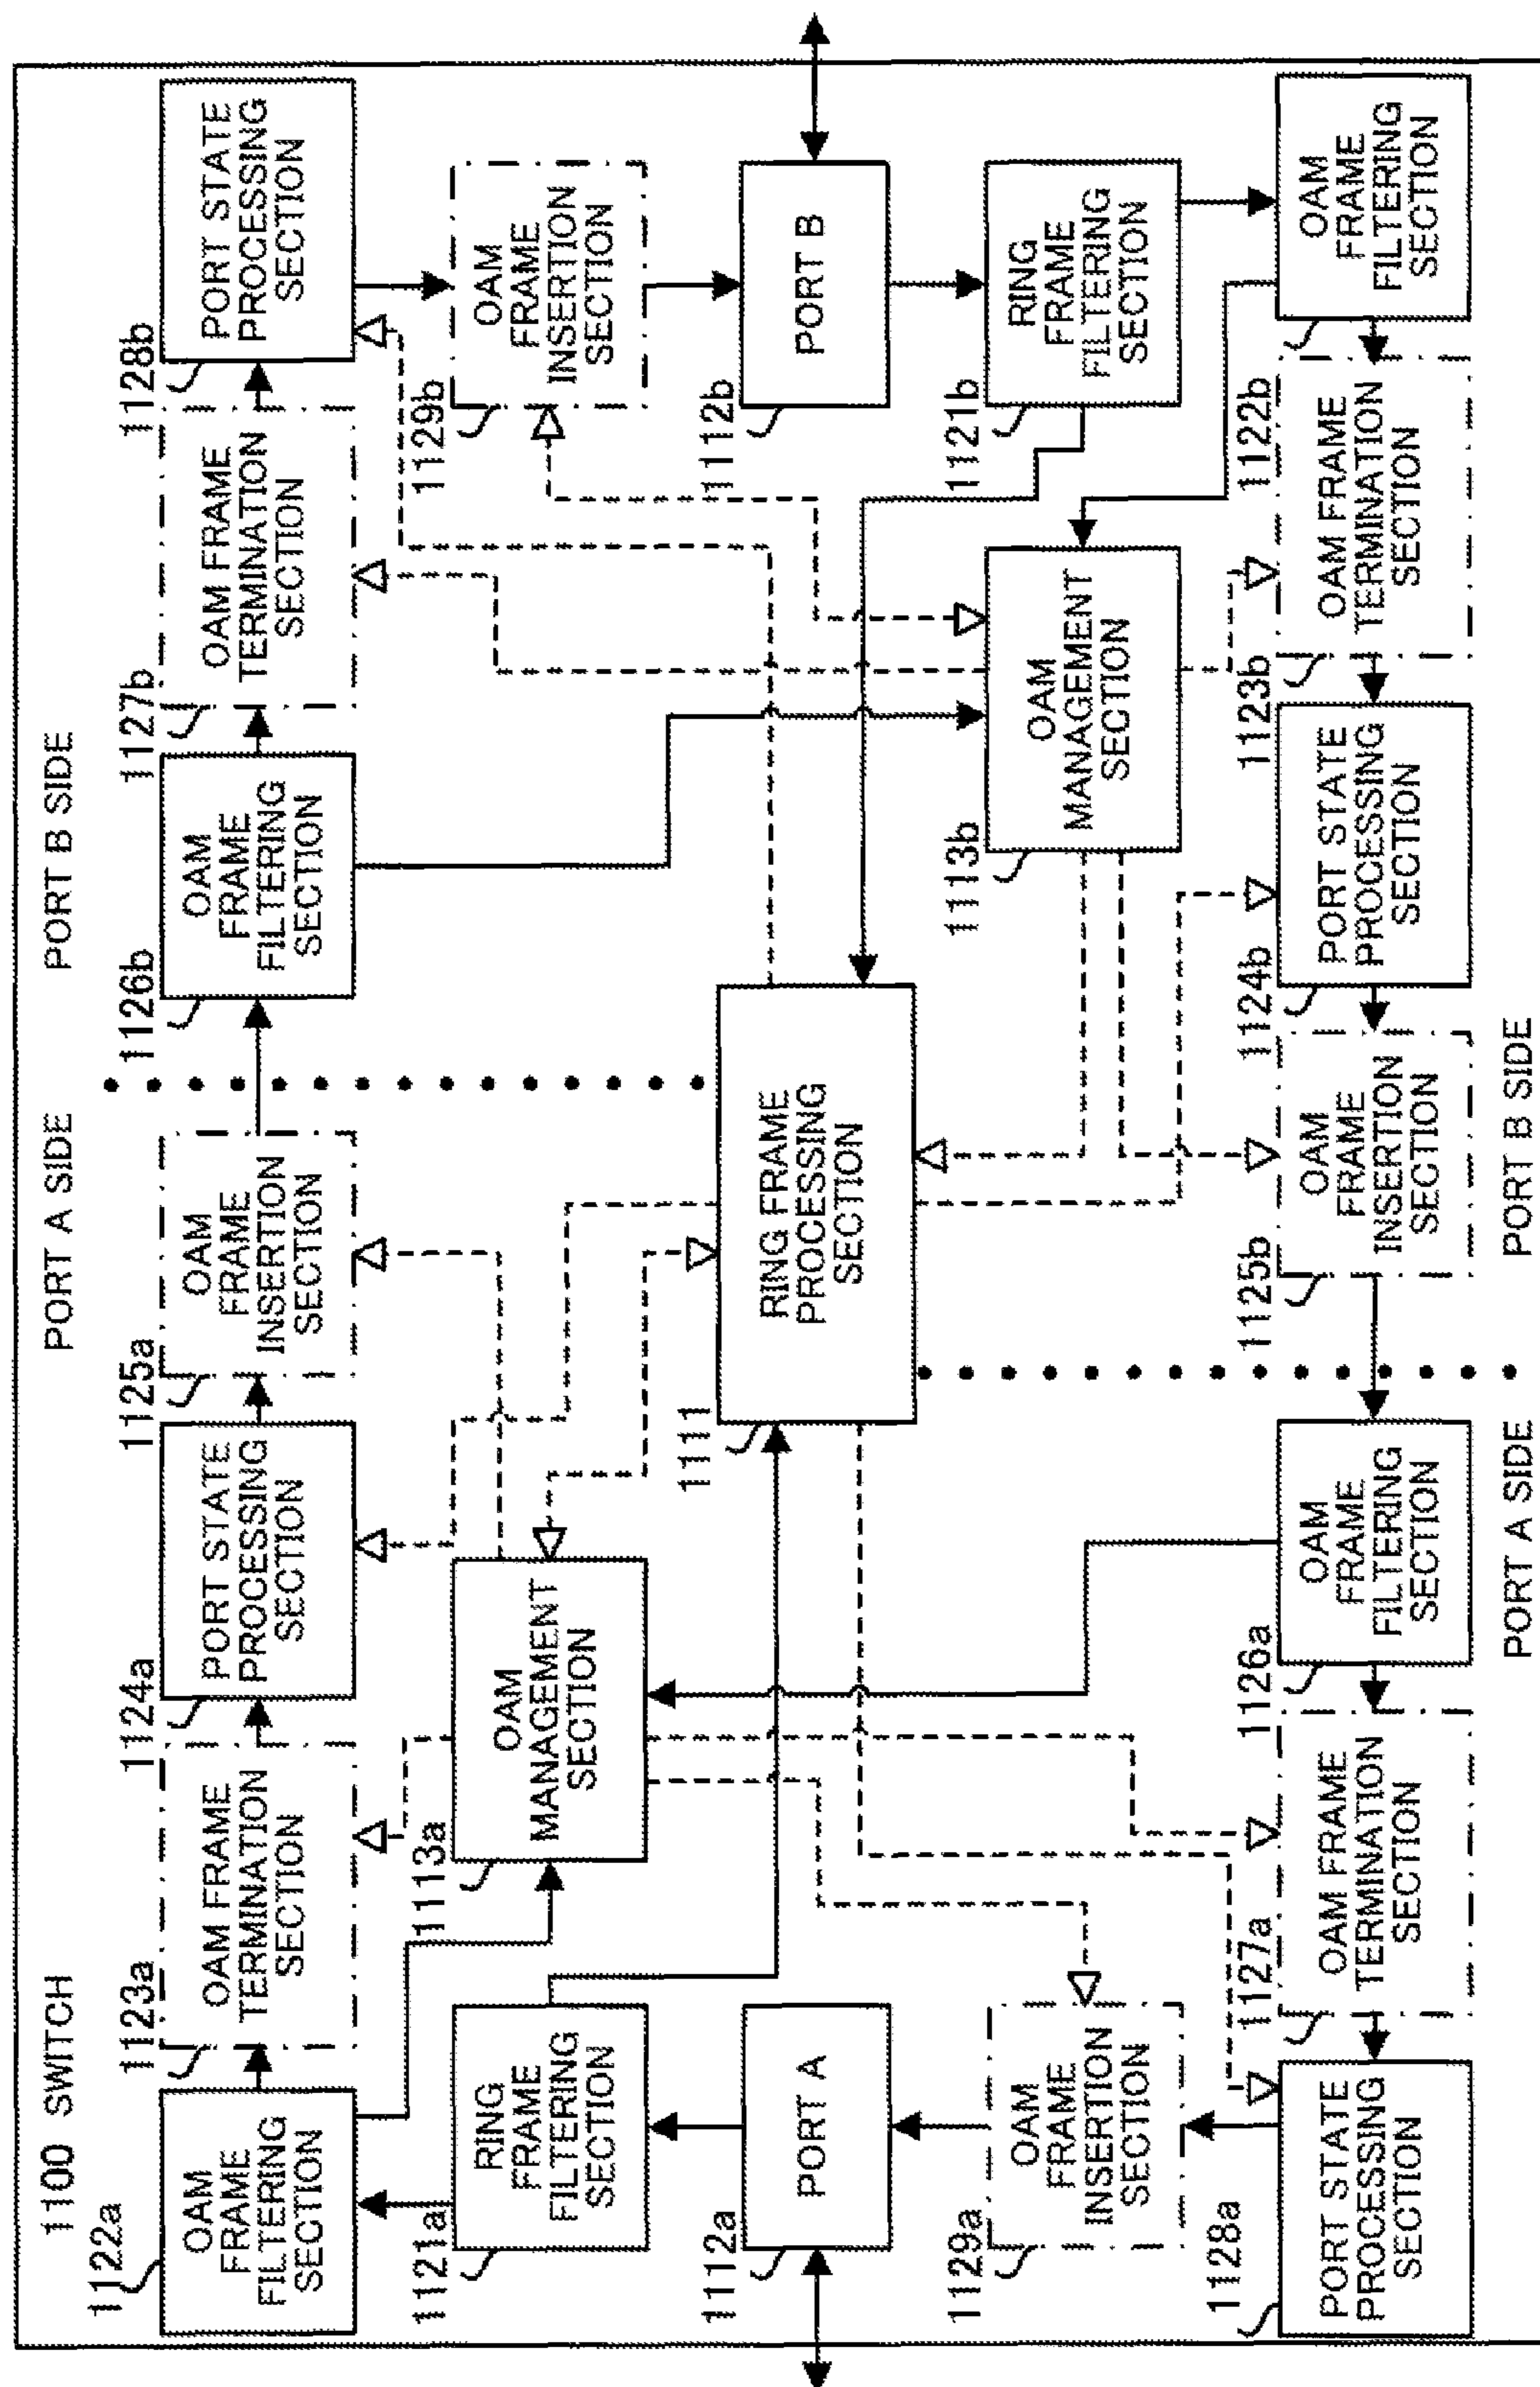 1100 SWITCH
PORT A SIDE
PORT B SIDE
1122a
OAM
FRAME
FILTERING
SECTION
1123a
OAM FRAME
TERMINATION
SECTION
1124a
PORT STATE
PROCESSING
SECTION
1125a
OAM
FRAME
INSERTION
SECTION
1126b
OAM
FRAME
FILTERING
SECTION
1127b
OAM FRAME
TERMINATION
SECTION
1128b
PORT STATE
PROCESSING
SECTION
1121a
RING
FRAME
FILTERING
SECTION
1113a
OAM
MANAGEMENT
SECTION
1129b
OAM
FRAME
INSERTION
SECTION
1112a
PORT A
1111
RING FRAME
PROCESSING
SECTION
1112b
PORT B
1129a
OAM
FRAME
INSERTION
SECTION
1113b
OAM
MANAGEMENT
SECTION
1121b
RING
FRAME
FILTERING
SECTION
1128a
PORT STATE
PROCESSING
SECTION
1127a
OAM FRAME
TERMINATION
SECTION
1126a
OAM
FRAME
FILTERING
SECTION
1125b
OAM
FRAME
INSERTION
SECTION
1124b
PORT STATE
PROCESSING
SECTION
1123b
OAM FRAME
TERMINATION
SECTION
1122b
OAM
FRAME
FILTERING
SECTION
PORT A SIDE
PORT B SIDE